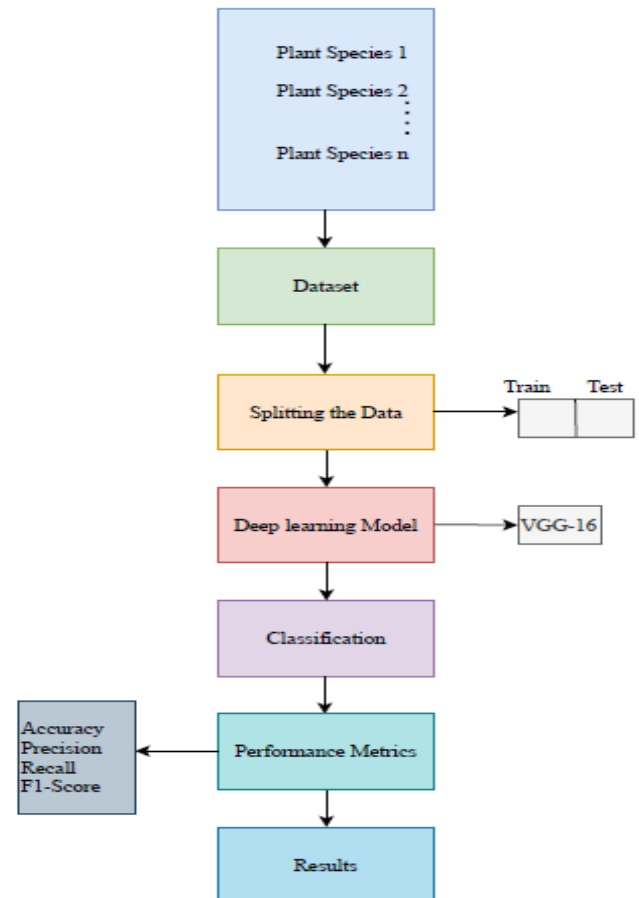 Plant Species 1
Plant Species 2
Plant Species n
Dataset
Train Test
Splitting the Data
Deep learning Model
VGG-16
Classification
Accuracy
Precision
Recall
F1-Score
Performance Metrics
Results